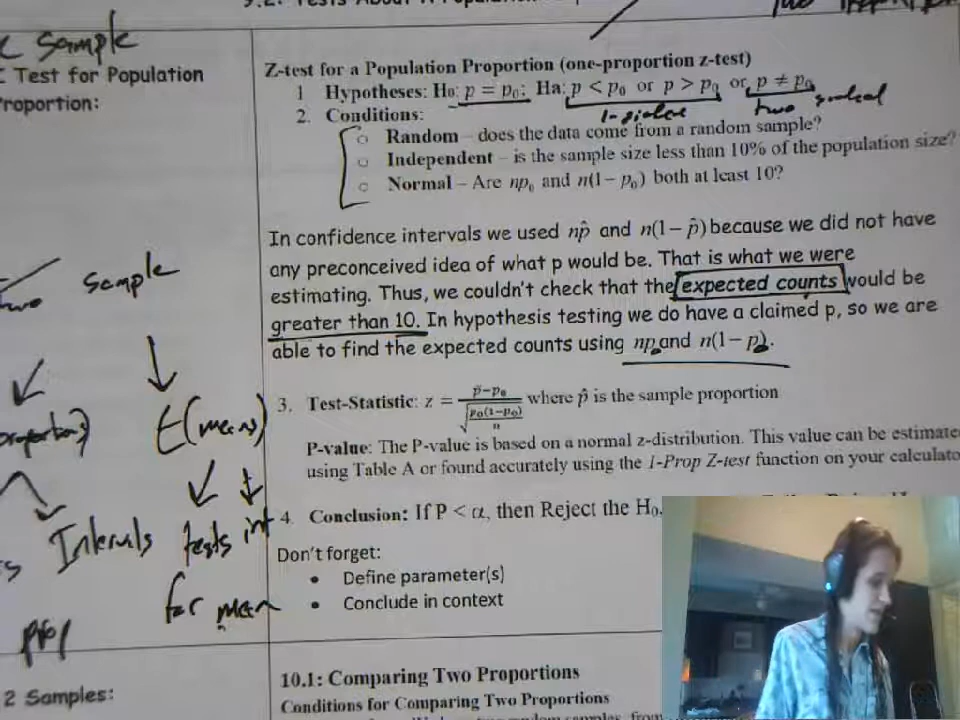 Sample
Test for Population
Proportion:
Z-test for a Population Proportion (one-proportion z-test)
1 Hypotheses: H₀: p = p₀; Ha: p < p₀ or p > p₀ or p ≠ p₀
1-sided
two sided
2. Conditions:
○ Random – does the data come from a random sample?
○ Independent – is the sample size less than 10% of the population size?
○ Normal – Are np₀ and n(1 – p₀) both at least 10?
In confidence intervals we used np̂ and n(1 – p̂) because we did not have
any preconceived idea of what p would be. That is what we were
estimating. Thus, we couldn't check that the expected counts would be
greater than 10. In hypothesis testing we do have a claimed p, so we are
able to find the expected counts using np₀ and n(1 – p₀).
3. Test-Statistic: z = (p̂–p₀)/√(p₀(1–p₀)/n) where p̂ is the sample proportion
P-value: The P-value is based on a normal z-distribution. This value can be estimated
using Table A or found accurately using the 1-Prop Z-test function on your calculato
4. Conclusion: If P < α, then Reject the H₀.
Don't forget:
• Define parameter(s)
• Conclude in context
two sample
t(means)
Intervals tests int
for mean
prop
2 Samples:
10.1: Comparing Two Proportions
Conditions for Comparing Two Proportions